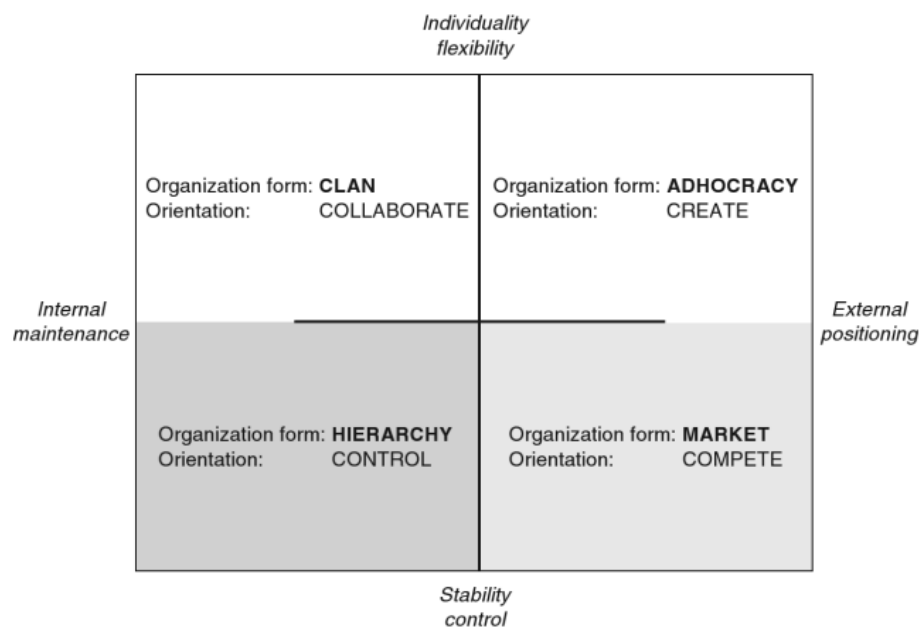 Individuality
flexibility
Organization form: CLAN
Orientation: COLLABORATE
Organization form: ADHOCRACY
Orientation: CREATE
Internal
maintenance
External
positioning
Organization form: HIERARCHY
Orientation: CONTROL
Organization form: MARKET
Orientation: COMPETE
Stability
control